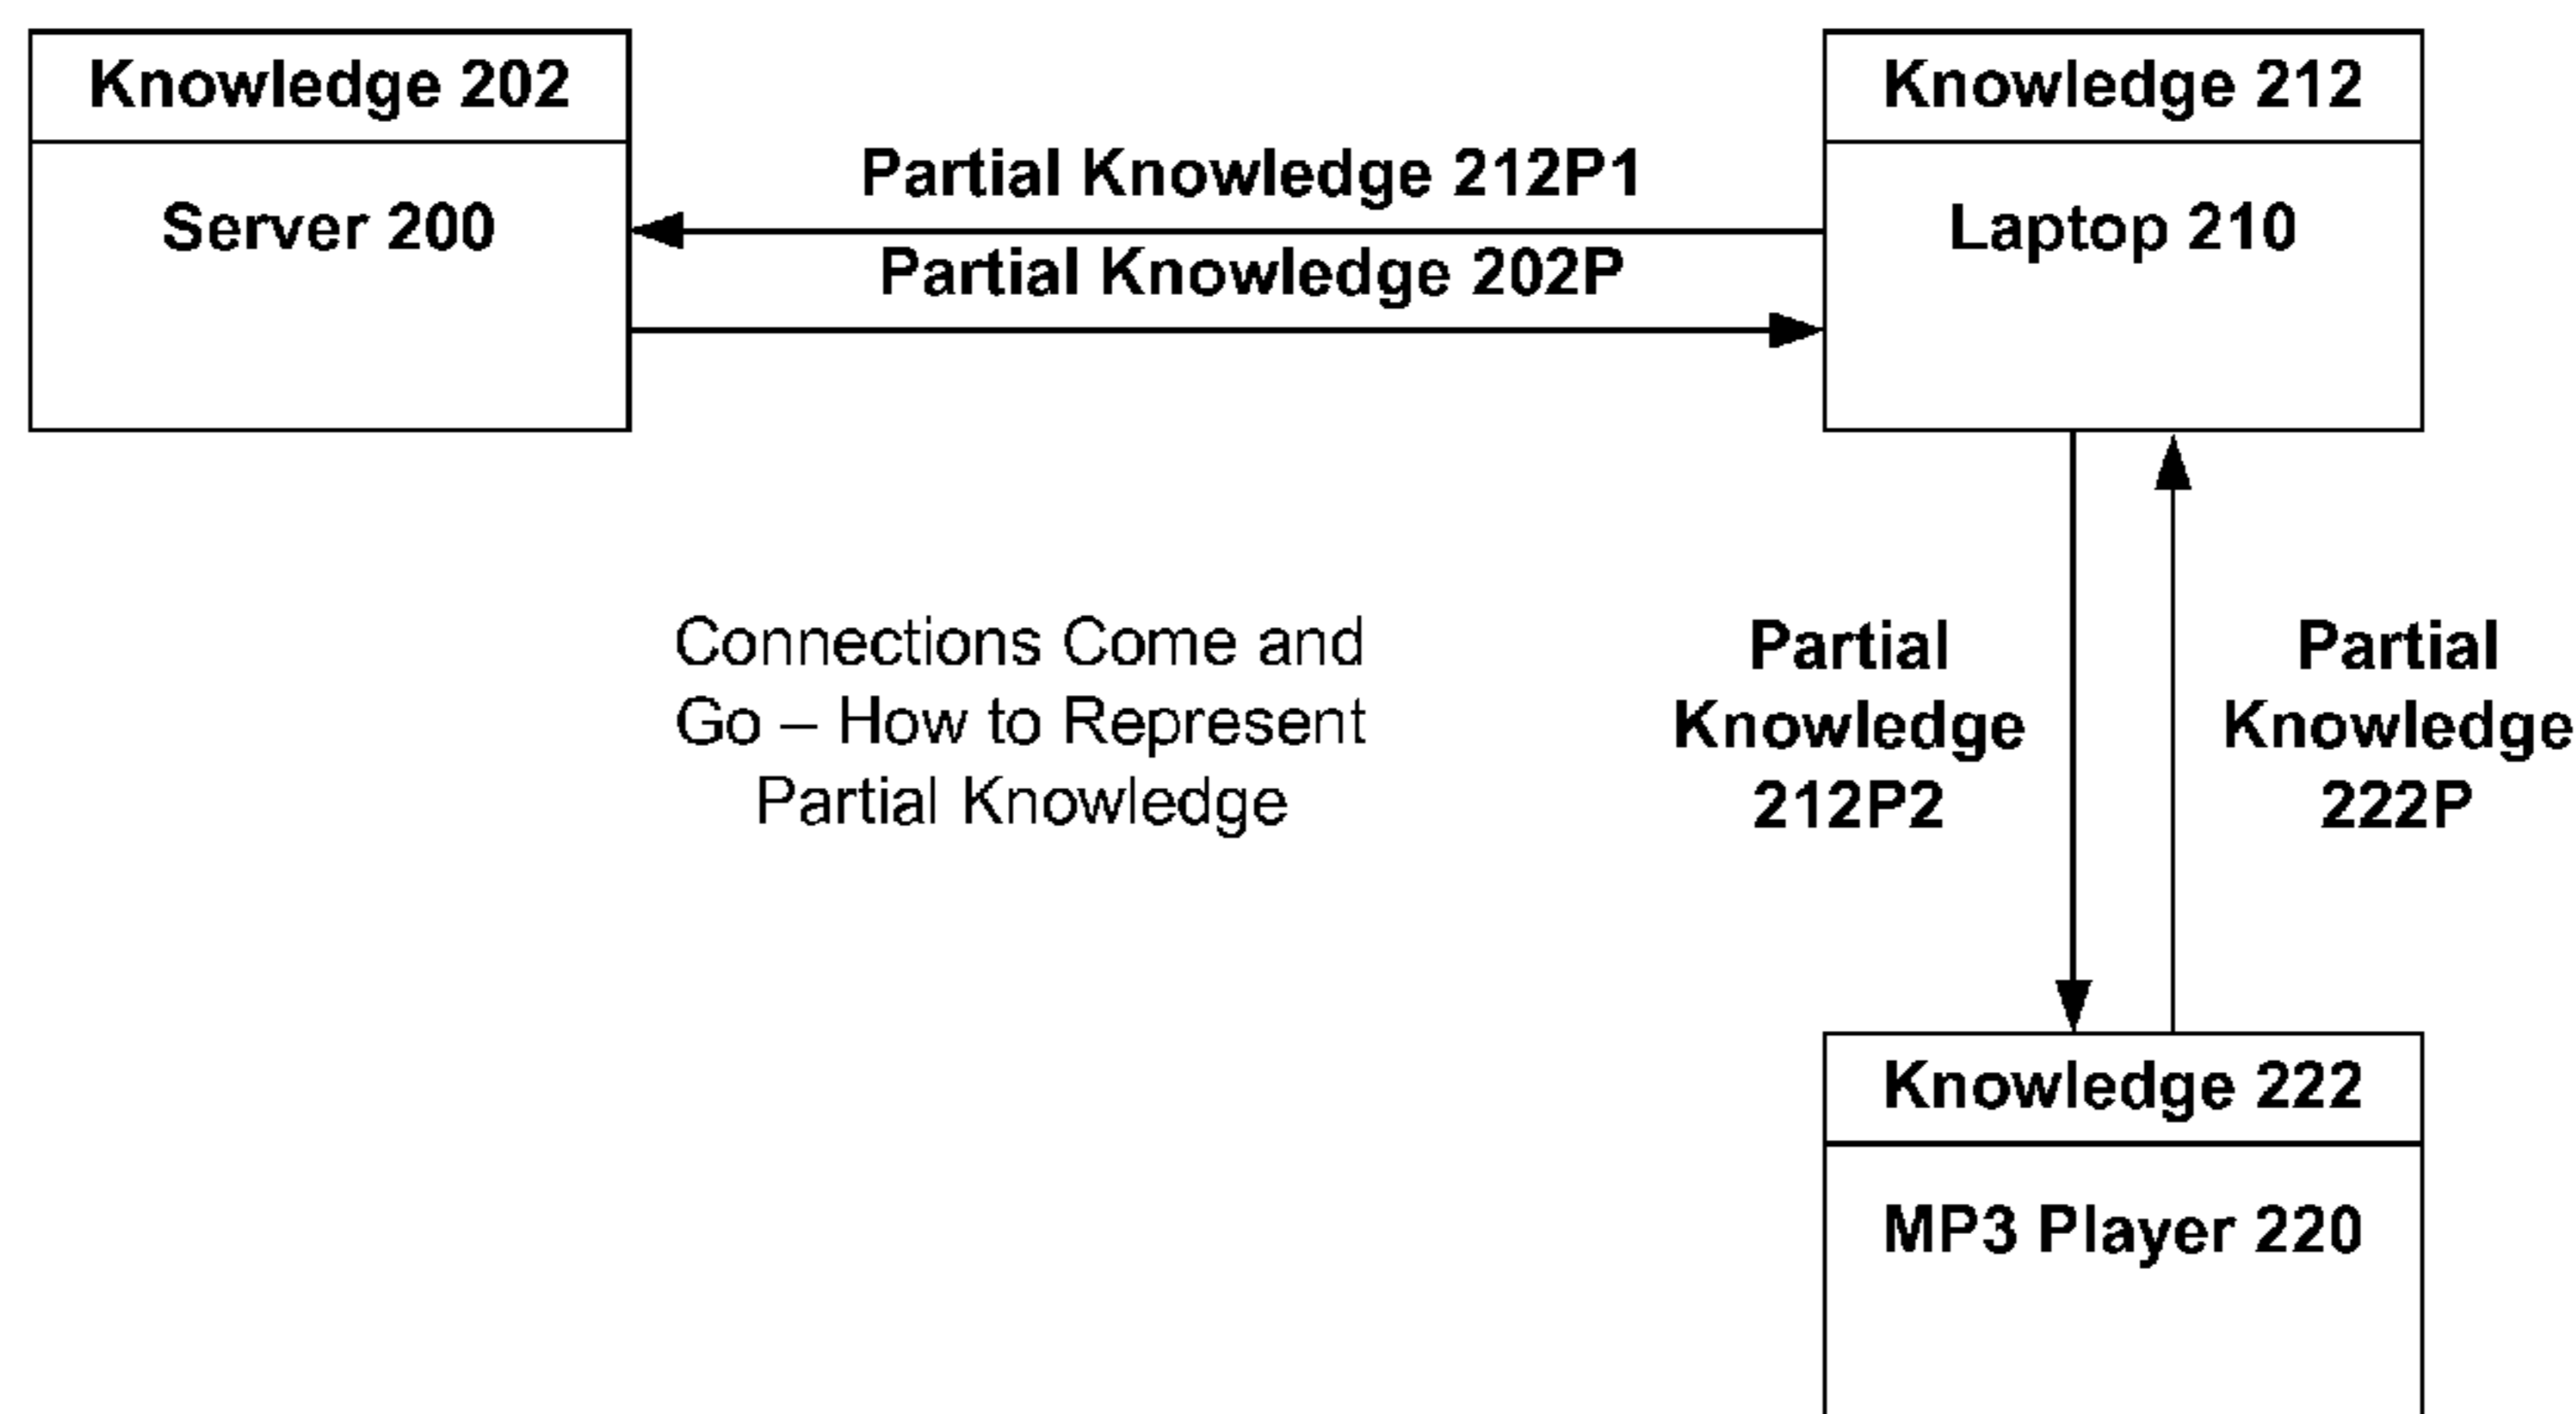 Knowledge 202
Server 200
Partial Knowledge 212P1
Partial Knowledge 202P
Knowledge 212
Laptop 210
Connections Come and
Go – How to Represent
Partial Knowledge
Partial
Knowledge
212P2
Partial
Knowledge
222P
Knowledge 222
MP3 Player 220